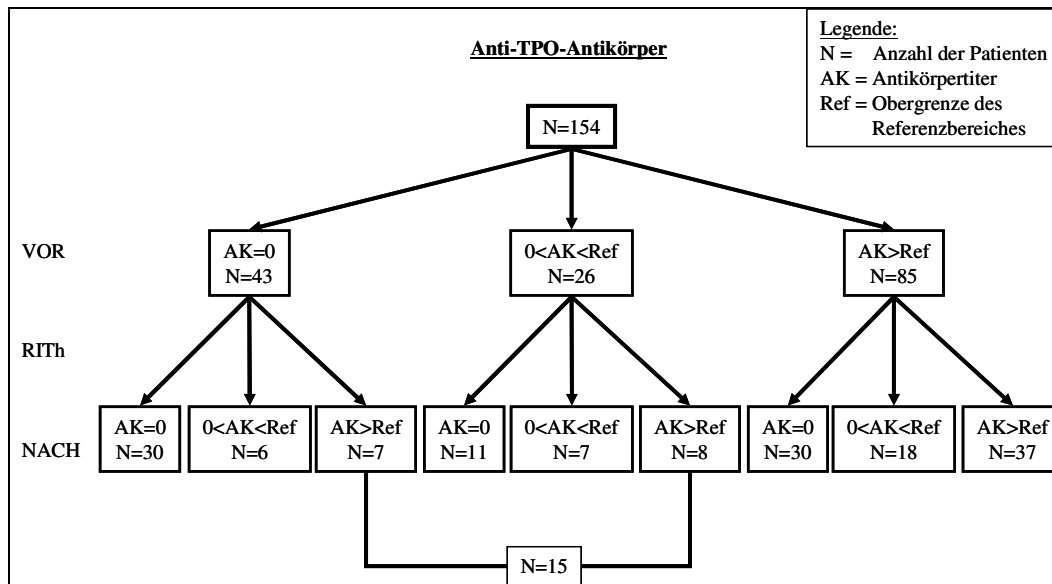 Anti-TPO-Antikörper
Legende:
N = Anzahl der Patienten
AK = Antikörpertiter
Ref = Obergrenze des
Referenzbereiches
N=154
VOR
AK=0
N=43
0<AK<Ref
N=26
AK>Ref
N=85
RITh
NACH
AK=0
N=30
0<AK<Ref
N=6
AK>Ref
N=7
AK=0
N=11
0<AK<Ref
N=7
AK>Ref
N=8
AK=0
N=30
0<AK<Ref
N=18
AK>Ref
N=37
N=15